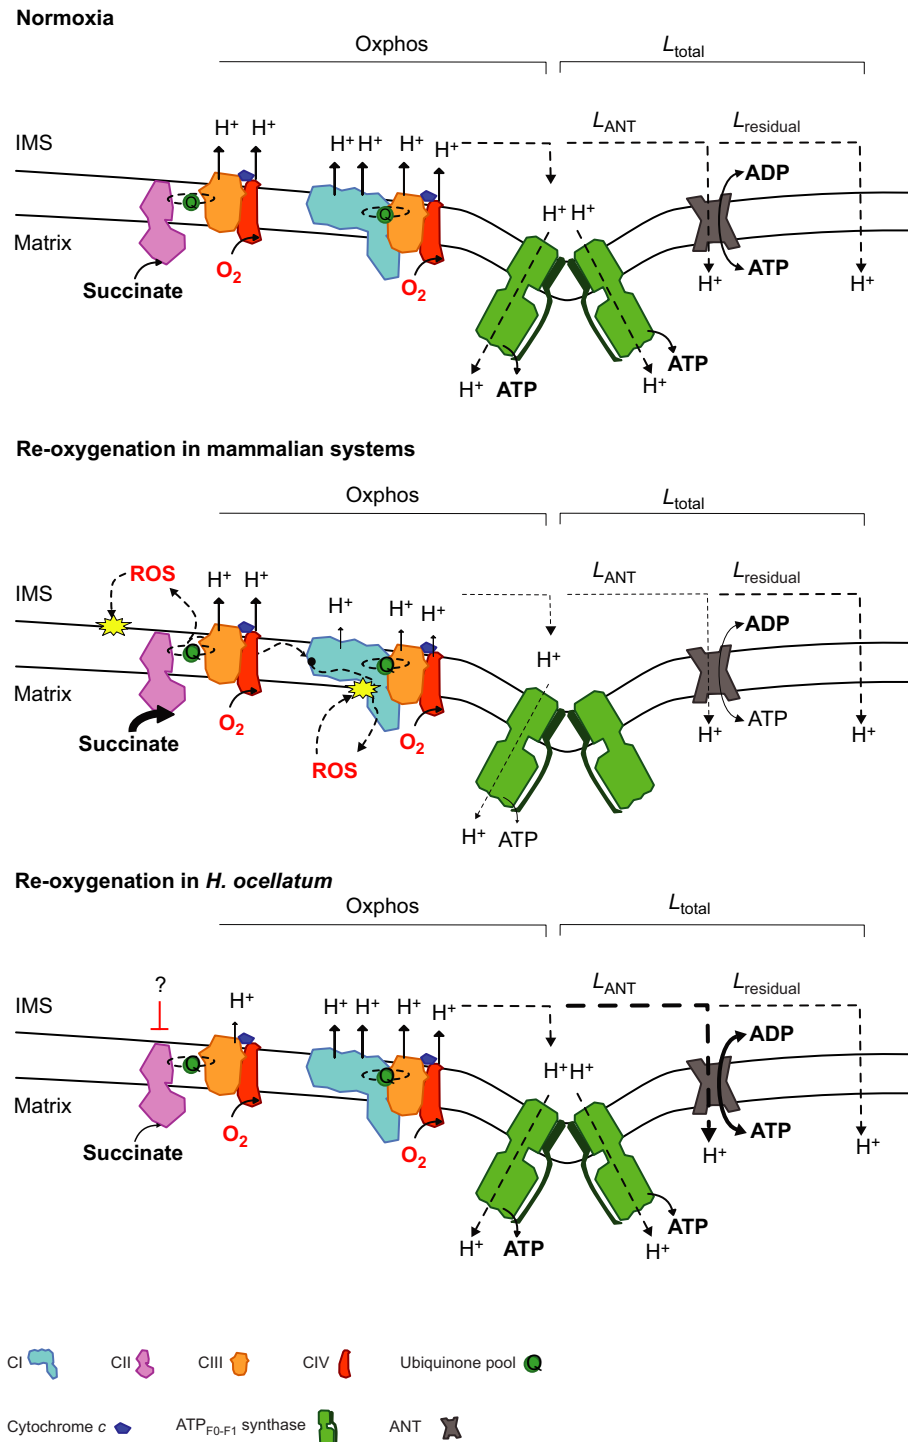 Normoxia
Oxphos
Ltotal
H+ H+ H+ H+ H+ H+
LANT Lresidual
IMS
ADP
Q Q
H+ H+
Matrix
O2 O2
Succinate
ATP
H+ H+
ATP
H+ ATP H+
Re-oxygenation in mammalian systems
Oxphos
Ltotal
ROS H+ H+ H+ H+ H+
LANT Lresidual
IMS
ADP
Q Q
H+
Matrix
O2 O2
Succinate
ATP
H+ H+
ROS
H+ ATP
Re-oxygenation in H. ocellatum
Oxphos
Ltotal
? H+ H+ H+ H+ H+
LANT Lresidual
IMS
ADP
Q Q
H+ H+
Matrix
O2 O2
Succinate
ATP
H+ H+
ATP
H+ ATP H+
CI CII CIII CIV Ubiquinone pool Q
Cytochrome c ATPF0-F1 synthase ANT